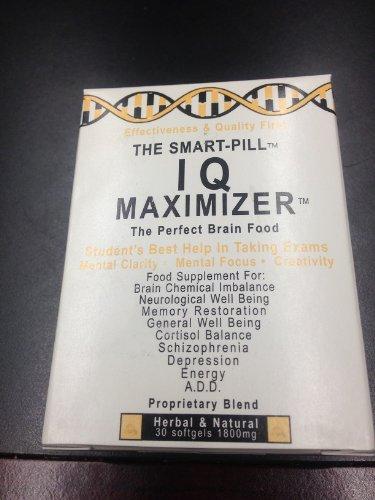 Effectiveness & Quality First
THE SMART-PILL™
IQ
MAXIMIZER™
The Perfect Brain Food
Student's Best Help In Taking Exams
Mental Clarity • Mental Focus • Creativity
Food Supplement For:
Brain Chemical Imbalance
Neurological Well Being
Memory Restoration
General Well Being
Cortisol Balance
Schizophrenia
Depression
Energy
A.D.D.
Proprietary Blend
Herbal & Natural
30 softgels 1800mg